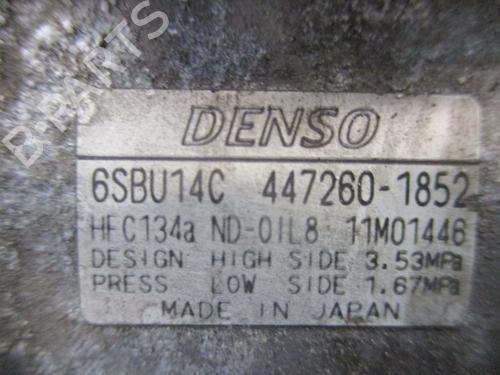 B-PARTS
DENSO
6SBU14C 447260-1852
HFC134a ND-OIL8 11M01446
DESIGN HIGH SIDE 3.53MPa
PRESS LOW SIDE 1.67MPa
MADE IN JAPAN